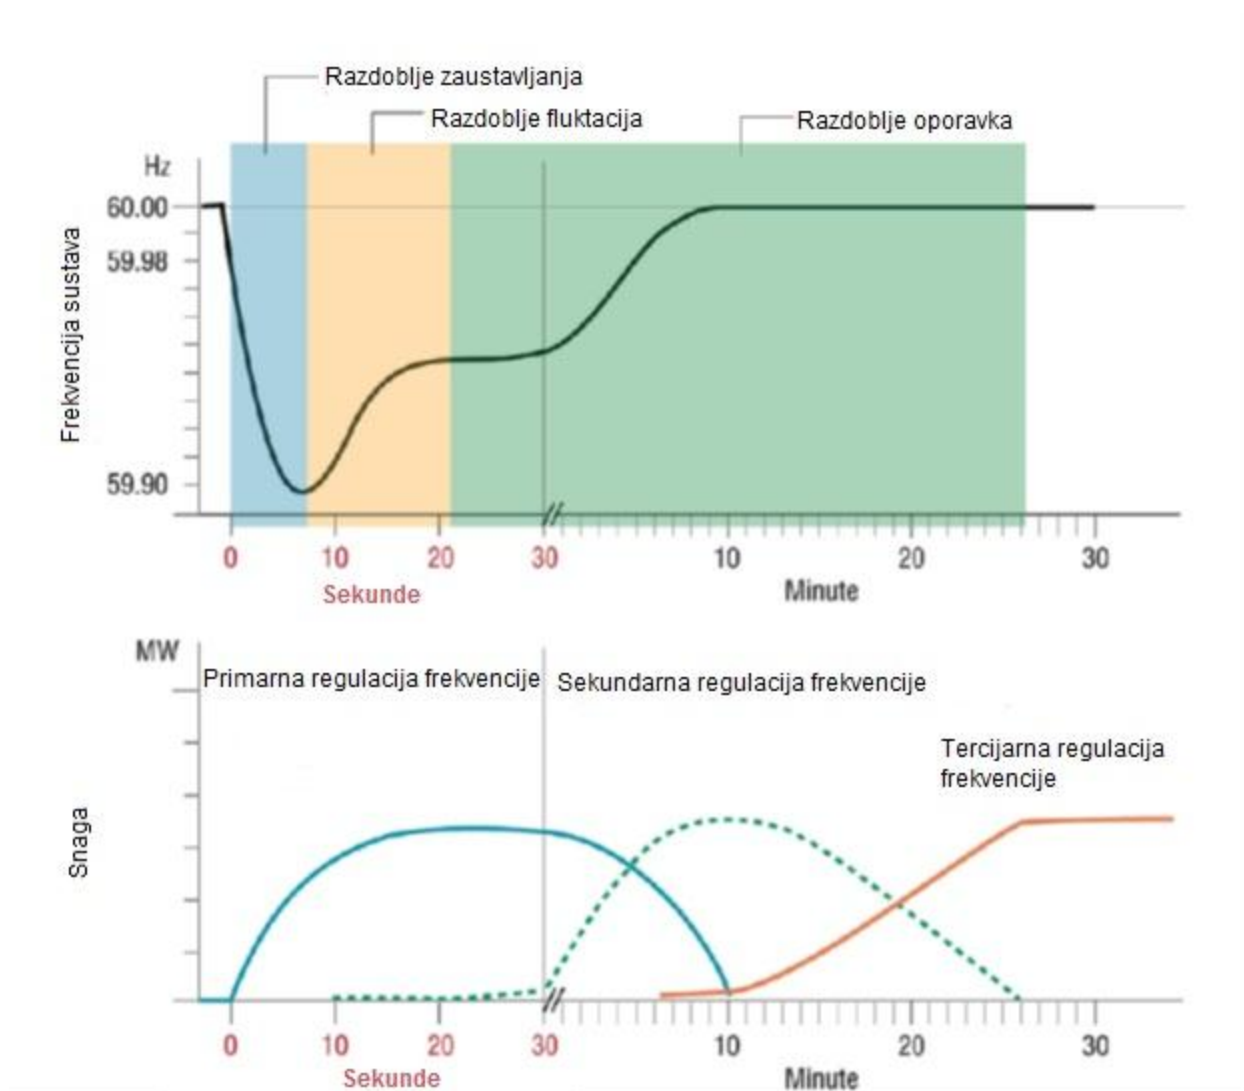 Razdoblje zaustavljanja
Razdoblje fluktacija
Razdoblje oporavka
Hz
60.00
59.98
59.90
Frekvencija sustava
0 10 20 30 10 20 30
Sekunde
Minute
MW
Primarna regulacija frekvencije
Sekundarna regulacija frekvencije
Tercijarna regulacija
frekvencije
Snaga
0 10 20 30 10 20 30
Sekunde
Minute